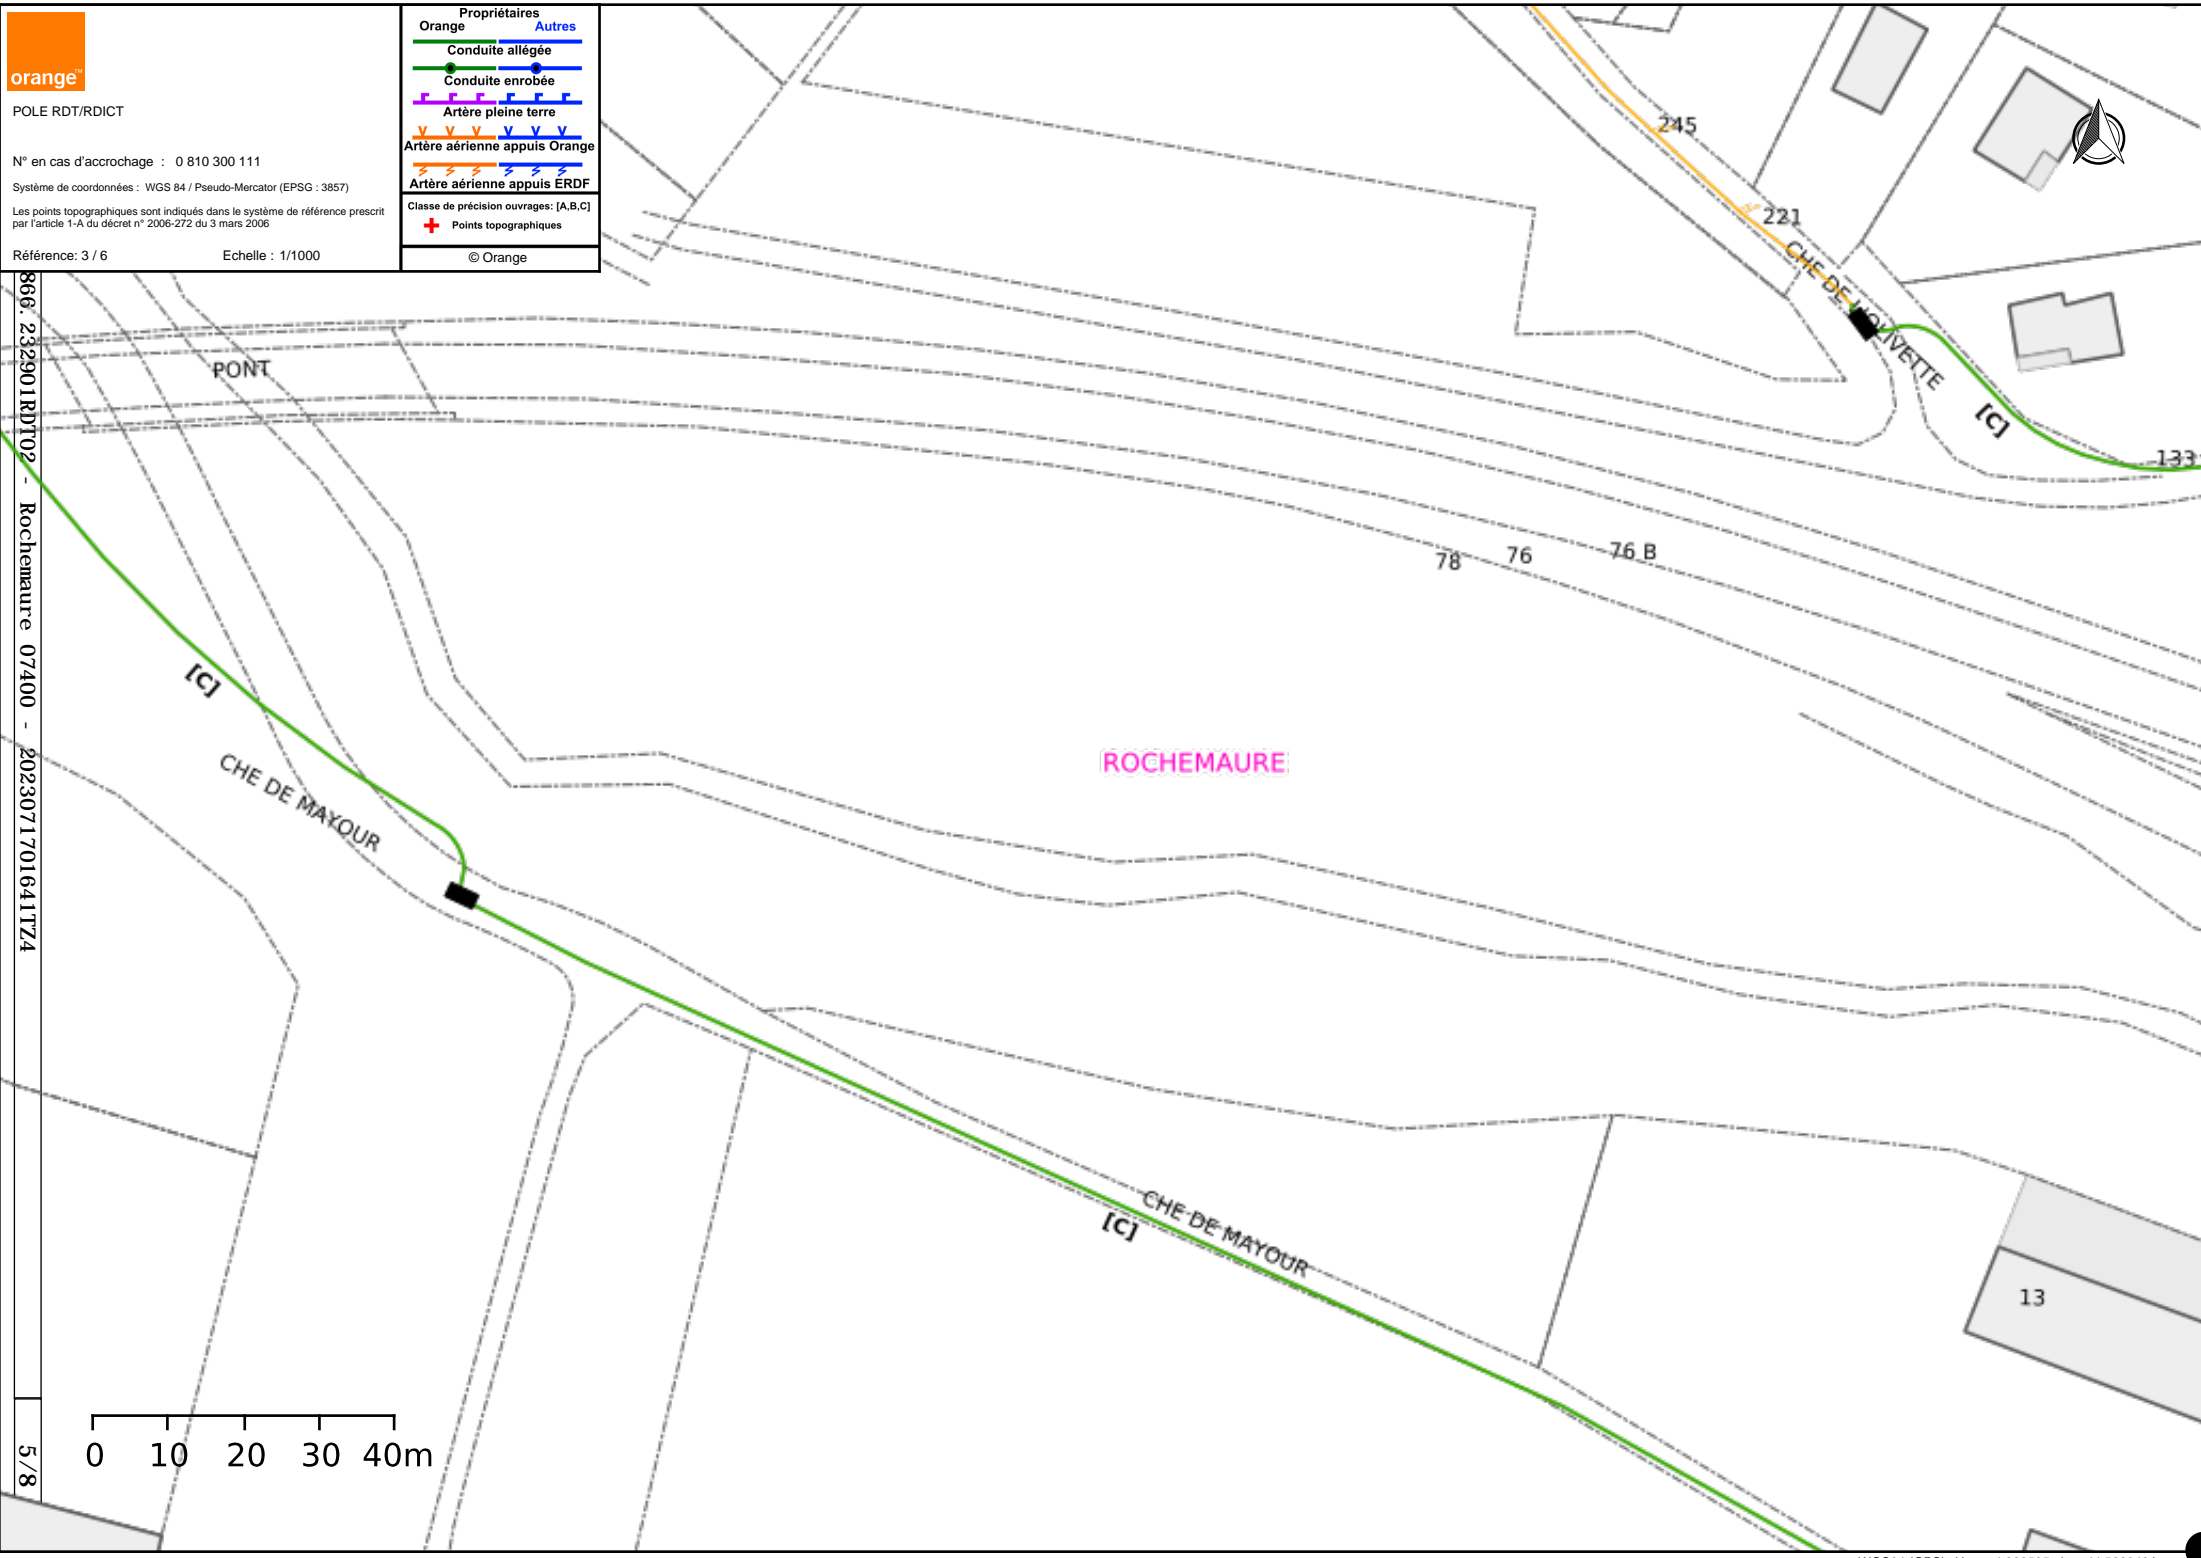 orange™
POLE RDT/RDICT
N° en cas d'accrochage : 0 810 300 111
Système de coordonnées : WGS 84 / Pseudo-Mercator (EPSG : 3857)
Les points topographiques sont indiqués dans le système de référence prescrit
par l'article 1-A du décret n° 2006-272 du 3 mars 2006
Référence: 3 / 6 Echelle : 1/1000
Propriétaires
Orange Autres
Conduite allégée
Conduite enrobée
Artère pleine terre
Artère aérienne appuis Orange
Artère aérienne appuis ERDF
Classe de précision ouvrages: [A,B,C]
Points topographiques
© Orange
866. 232901RDT02 - Rochemaure 07400 - 2023071701641TZ4
5/8
245
221
CHE DE L'OLIVETTE
[C]
133
PONT
78
76
76 B
[C]
ROCHEMAURE
CHE DE MAYOUR
CHE DE MAYOUR
[C]
13
0 10 20 30 40m